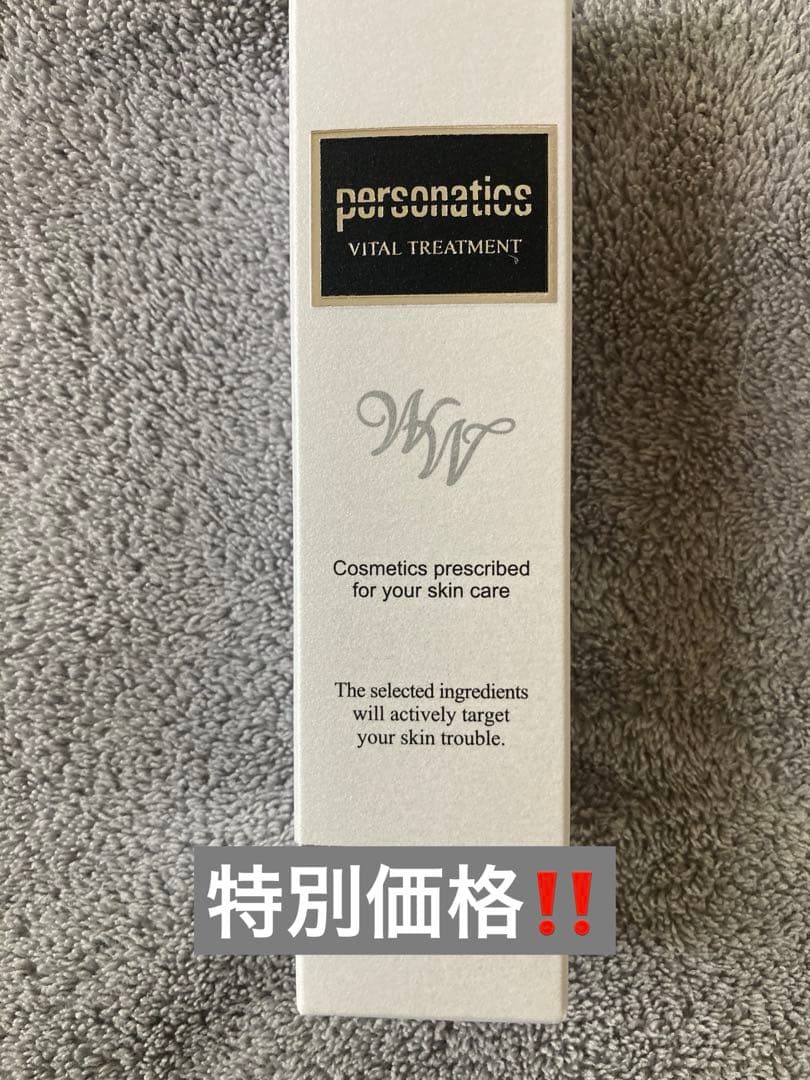 personatics
VITAL TREATMENT
WW
Cosmetics prescribed
for your skin care
The selected ingredients
will actively target
your skin trouble.
特別価格‼️